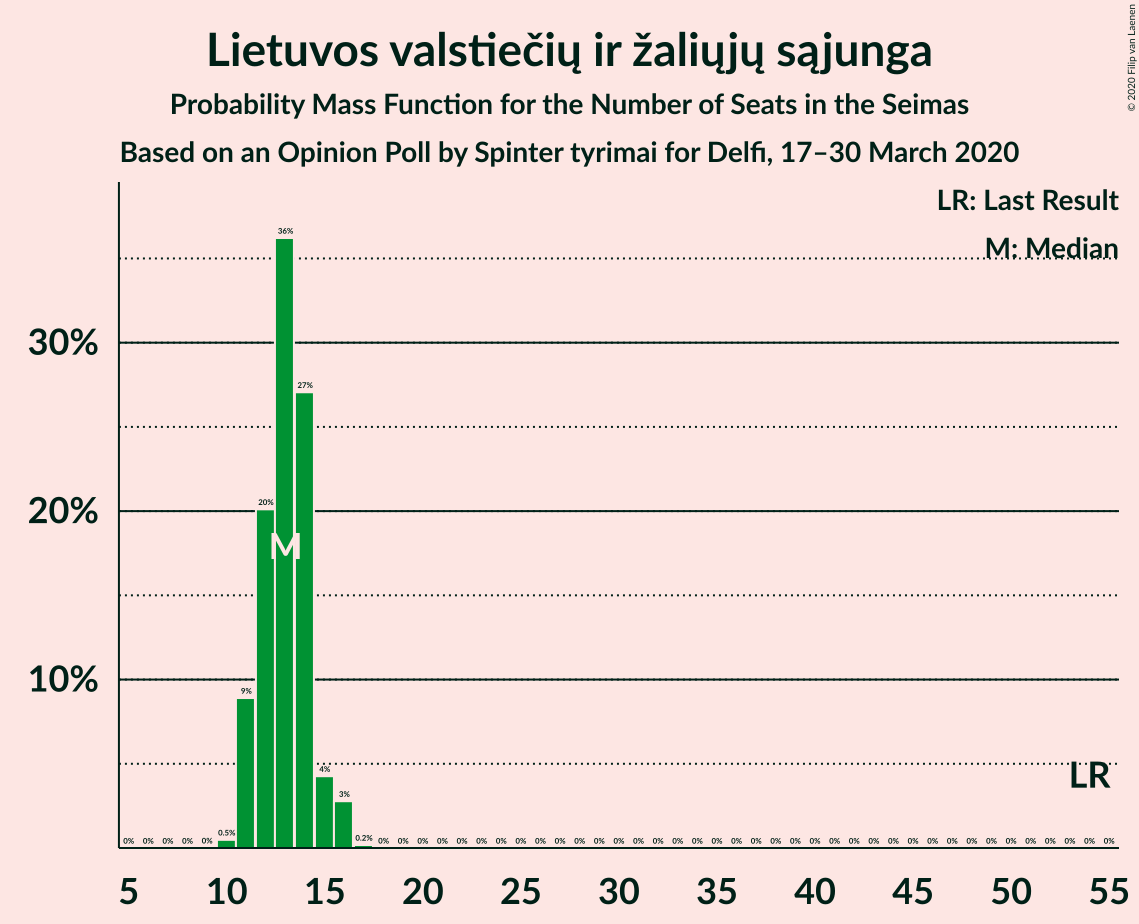 Lietuvos valstiečių ir žaliųjų sąjunga
Probability Mass Function for the Number of Seats in the Seimas
Based on an Opinion Poll by Spinter tyrimai for Delfi, 17–30 March 2020
© 2020 Filip van Laenen
LR: Last Result
M: Median
30%
20%
10%
0% 0% 0% 0% 0% 0.5% 9% 20% 36% 27% 4% 3% 0.2% 0% 0% 0% 0% 0% 0% 0% 0% 0% 0% 0% 0% 0% 0% 0% 0% 0% 0% 0% 0% 0% 0% 0% 0% 0% 0% 0% 0% 0% 0% 0% 0% 0% 0% 0% 0% 0% 0%
M
LR
5 10 15 20 25 30 35 40 45 50 55